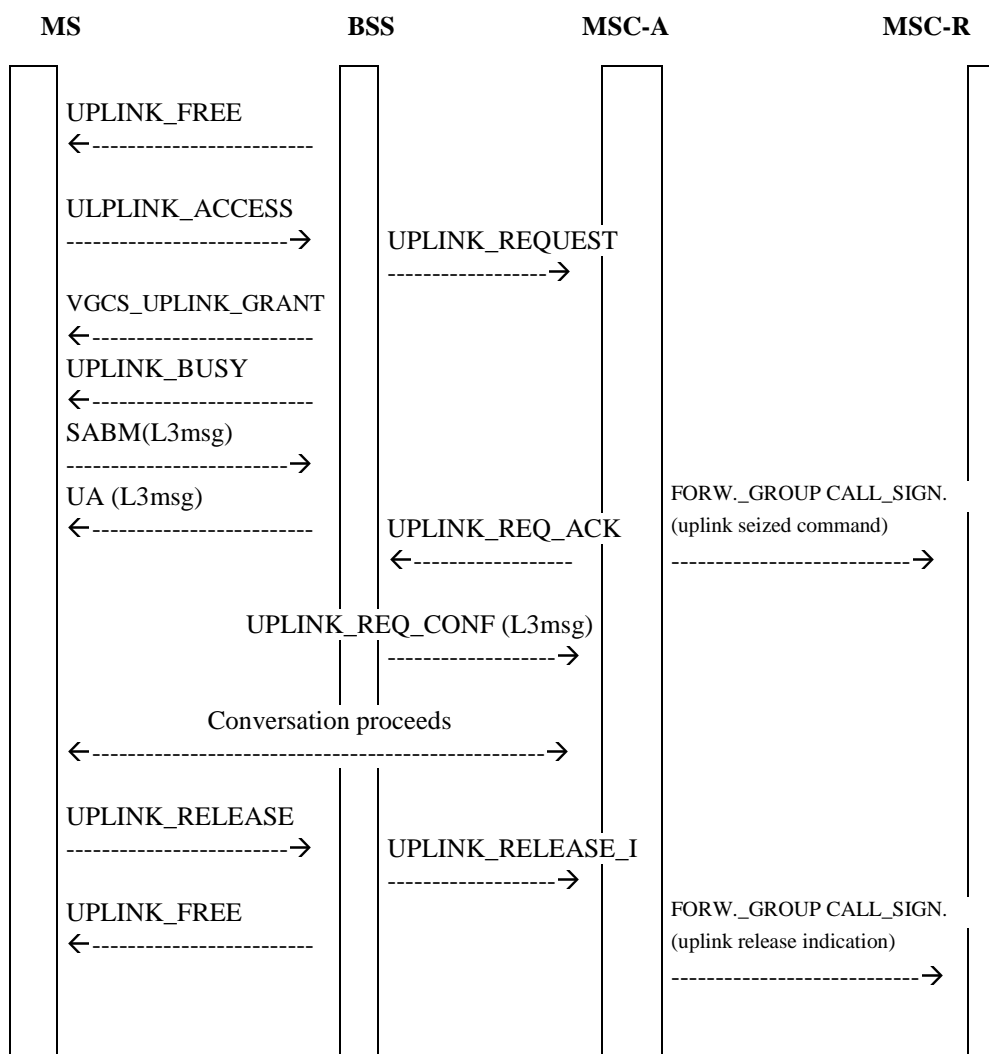 MS BSS MSC-A MSC-R
UPLINK_FREE
ULPLINK_ACCESS
UPLINK_REQUEST
VGCS_UPLINK_GRANT
UPLINK_BUSY
SABM(L3msg)
UA (L3msg)
FORW._GROUP CALL_SIGN.
(uplink seized command)
UPLINK_REQ_ACK
UPLINK_REQ_CONF (L3msg)
Conversation proceeds
UPLINK_RELEASE
UPLINK_RELEASE_I
UPLINK_FREE
FORW._GROUP CALL_SIGN.
(uplink release indication)